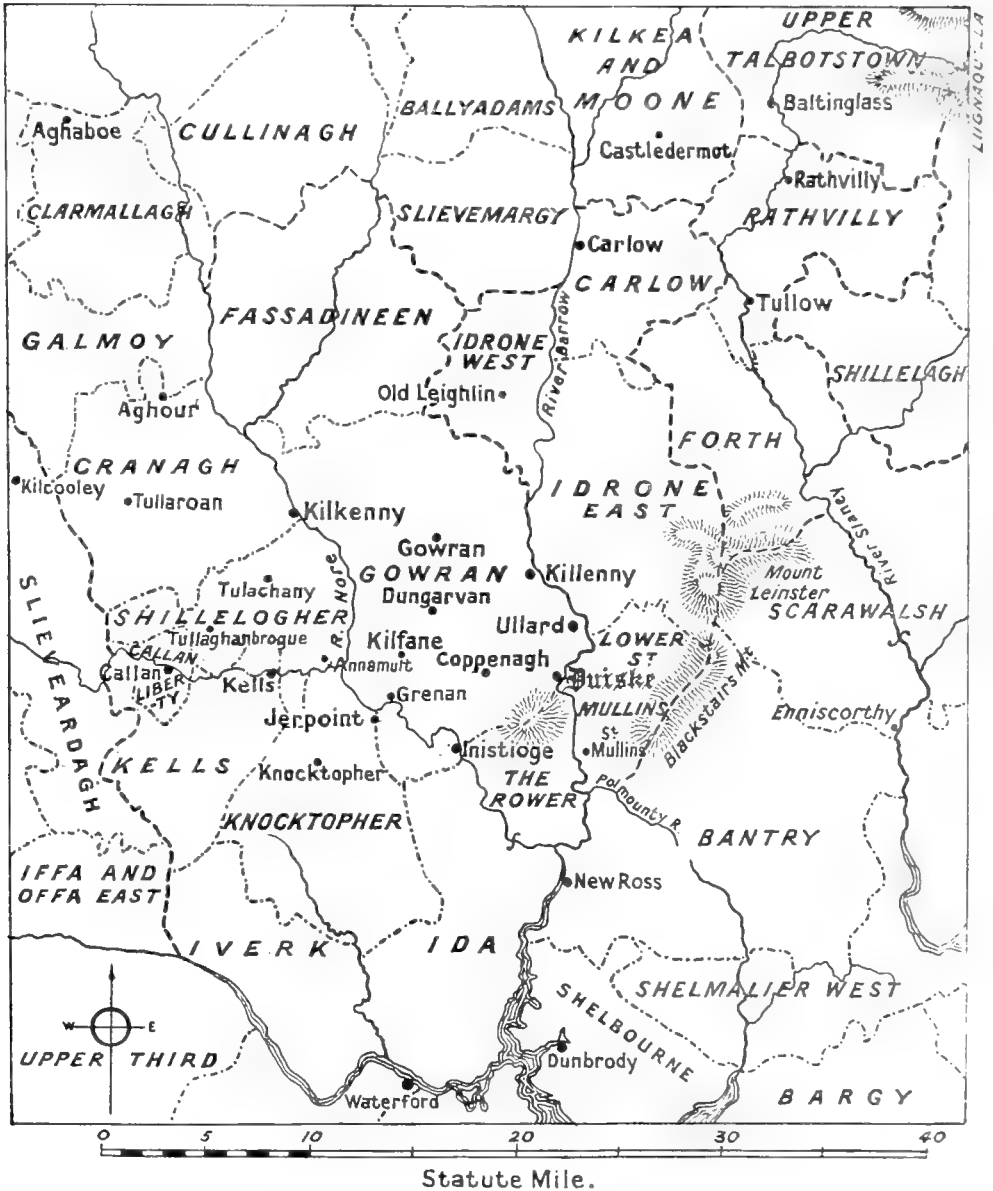 UPPER
TALBOTSTOWN
KILKEA
AND
MOONE
LUGNAQUILLA
BALLYADAMS
Baltinglass
Aghaboe
CULLINAGH
Castledermot
Rathvilly
RATHVILLY
CLARMALLAGH
SLIEVEMARGY
Carlow
CARLOW
Tullow
FASSADINEEN
GALMOY
IDRONE
WEST
River Barrow
SHILLELAGH
Old Leighlin
Aghour
FORTH
CRANAGH
Kilcooley
Tullaroan
IDRONE
EAST
Kilkenny
River Slaney
Gowran
GOWRAN
Killenny
Mount
Leinster
Dungarvan
R. Nore
Tulachany
SCARAWALSH
SHILLELOGHER
Tullaghanbrogue
Ullard
LOWER
ST
MULLINS
Kilfane
Coppenagh
CALLAN
LIBER
TY
Callan
Annamult
Kells
Duiske
Grenan
SLIEVEARDAGH
Blackstairs Mt
Jerpoint
Enniscorthy
St
Mullins
Inistioge
KELLS
Knocktopher
THE
ROWER
Polmounty R.
KNOCKTOPHER
BANTRY
IFFA AND
OFFA EAST
New Ross
IVERK
IDA
SHELMALIER WEST
SHELBOURNE
W
E
UPPER THIRD
Dunbrody
Waterford
BARGY
0 5 10 20 30 40
Statute Mile.